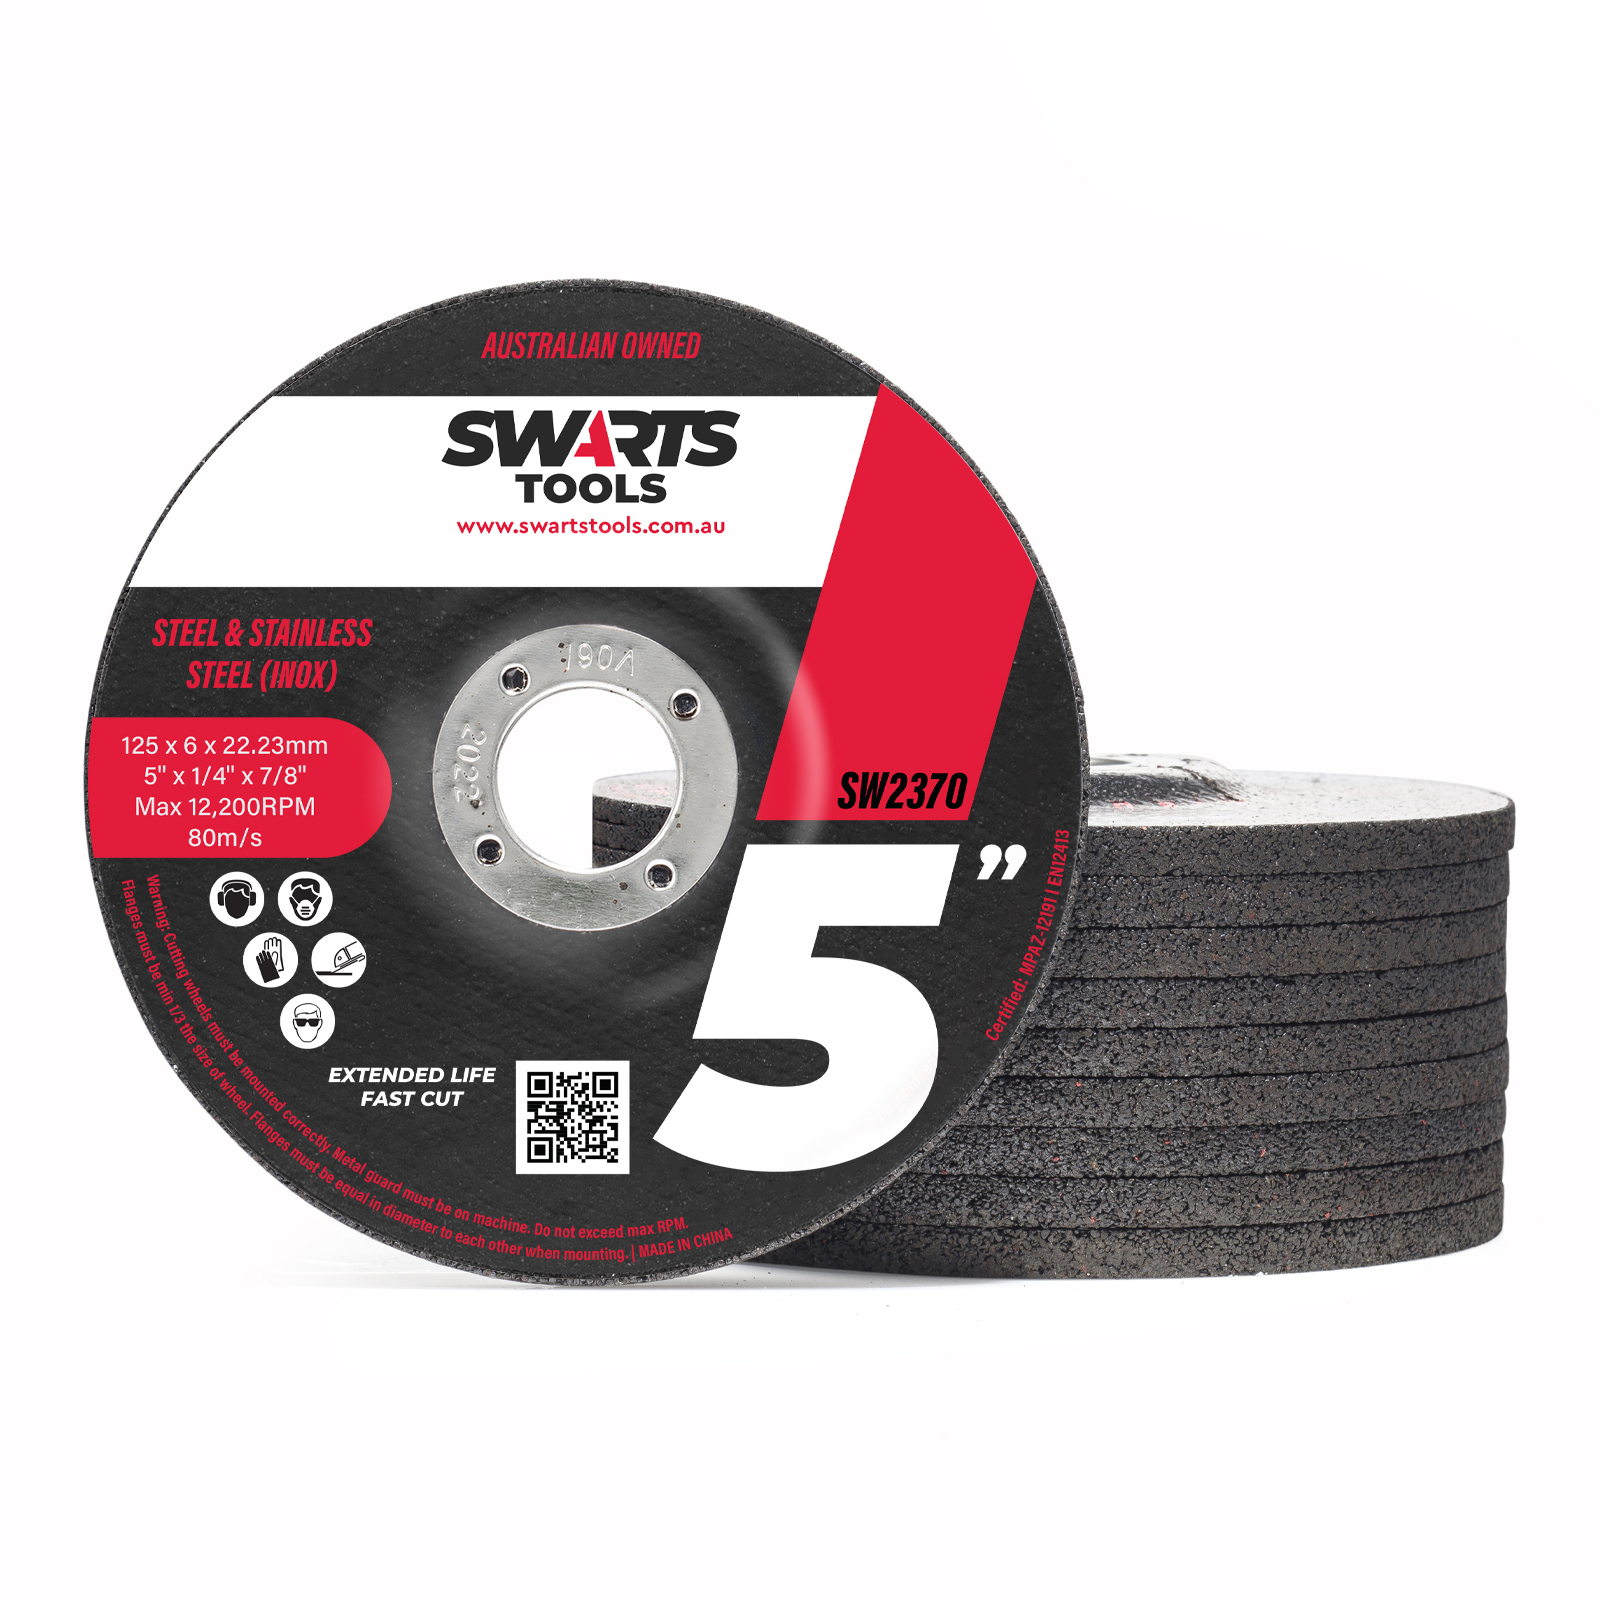 AUSTRALIAN OWNED
SWARTS
TOOLS
www.swartstools.com.au
STEEL & STAINLESS
STEEL (INOX)
125 x 6 x 22.23mm
5" x 1/4" x 7/8"
Max 12,200RPM
80m/s
2022
SW2370
5”
Certified: MPAZ-12191 | EN12413
EXTENDED LIFE
FAST CUT
Warning: Cutting wheels must be mounted correctly. Metal guard must be on machine. Do not exceed max RPM.
Flanges must be min 1/3 the size of wheel. Flanges must be equal in diameter to each other when mounting. | MADE IN CHINA